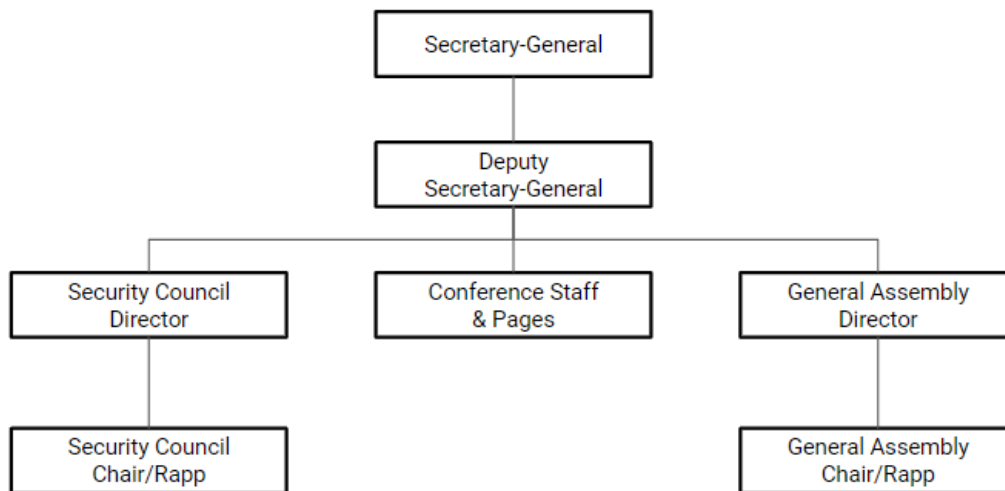 Secretary-General
Deputy
Secretary-General
Security Council
Director
Conference Staff
& Pages
General Assembly
Director
Security Council
Chair/Rapp
General Assembly
Chair/Rapp